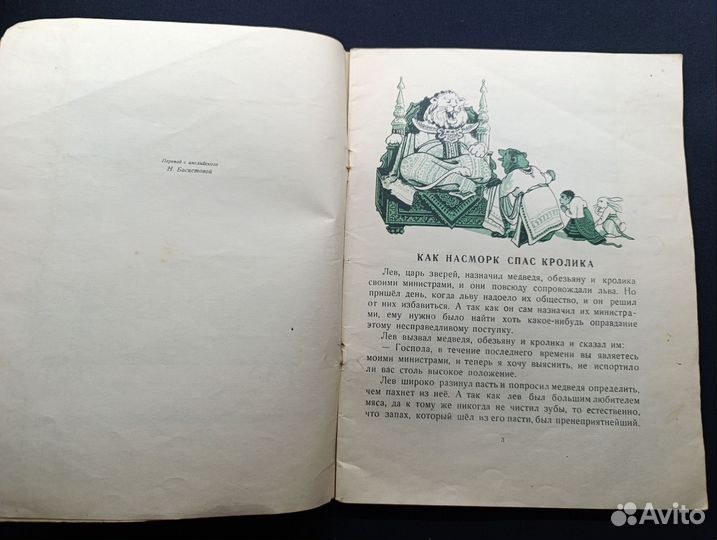 Перевод с английского
Н. Басиетовой
КАК НАСМОРК СПАС КРОЛИКА
Лев, царь зверей, назначил медведя, обезьяну и кролика
своими министрами, и они повсюду сопровождали льва. Но
пришёл день, когда льву надоело их общество, и он решил
от них избавиться. А так как он сам назначил их министра-
ми, ему нужно было найти хоть какое-нибудь оправдание
этому несправедливому поступку.
Лев вызвал медведя, обезьяну и кролика и сказал им:
— Господа, в течение последнего времени вы являетесь
моими министрами, и теперь я хочу выяснить, не испортило
ли вас столь высокое положение.
Лев широко разинул пасть и попросил медведя определить,
чем пахнет из неё. А так как лев был большим любителем
мяса, да к тому же никогда не чистил зубы, то естественно,
что запах, который шёл из его пасти, был пренеприятнейший.
3
Avito